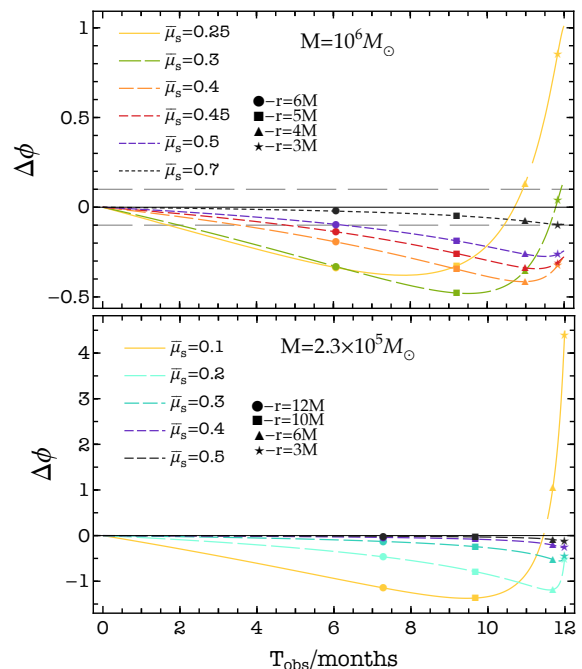 M=10⁶M⊙
μ̄ₛ=0.25
μ̄ₛ=0.3
μ̄ₛ=0.4
μ̄ₛ=0.45
μ̄ₛ=0.5
μ̄ₛ=0.7
●-r=6M
■-r=5M
▲-r=4M
★-r=3M
1
0.5
0
−0.5
Δϕ
M=2.3×10⁵M⊙
μ̄ₛ=0.1
μ̄ₛ=0.2
μ̄ₛ=0.3
μ̄ₛ=0.4
μ̄ₛ=0.5
●-r=12M
■-r=10M
▲-r=6M
★-r=3M
4
3
2
1
0
−1
Δϕ
0 2 4 6 8 10 12
T_obs/months